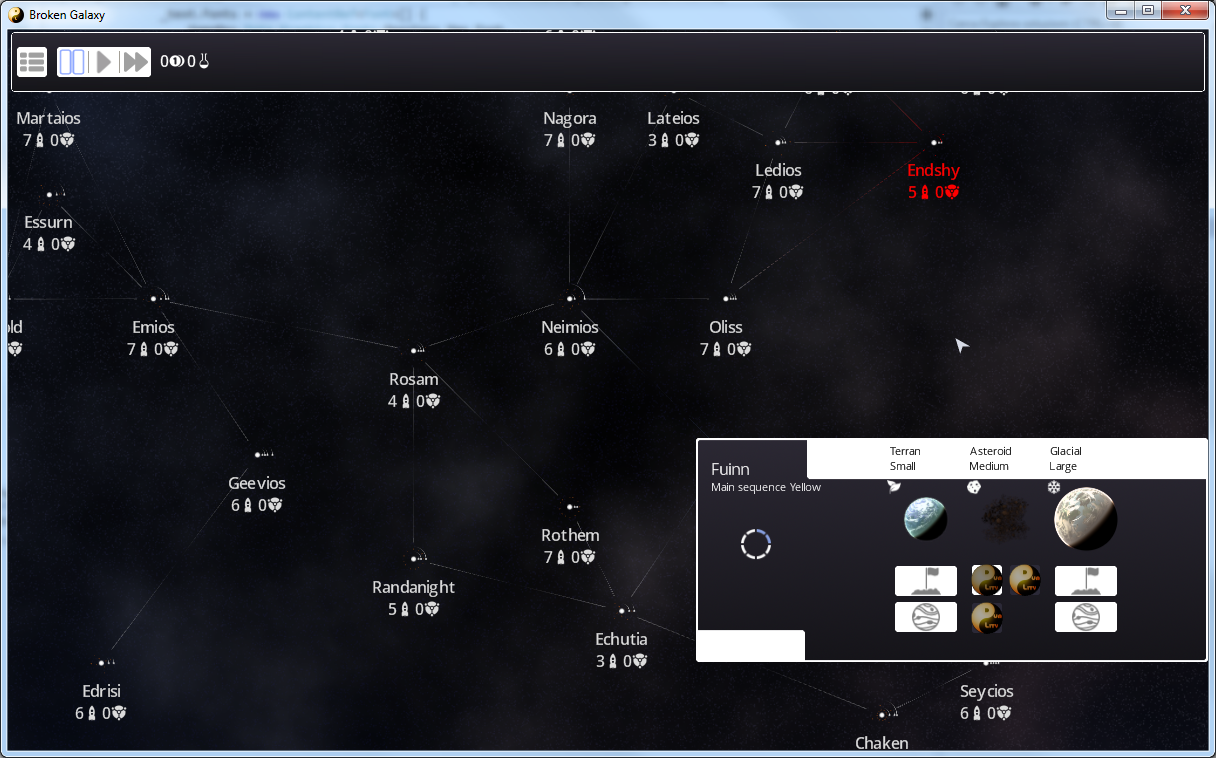 Broken Galaxy
0 0
Martaios
7 0
Nagora
7 0
Lateios
3 0
Ledios
7 0
Endshy
5 0
Essurn
4 0
Emios
7 0
Neimios
6 0
Oliss
7 0
Rosam
4 0
Geevios
6 0
Rothem
7 0
Randanight
5 0
Echutia
3 0
Edrisi
6 0
Seycios
6 0
Chaken
Fuinn
Main sequence Yellow
Terran
Small
Asteroid
Medium
Glacial
Large